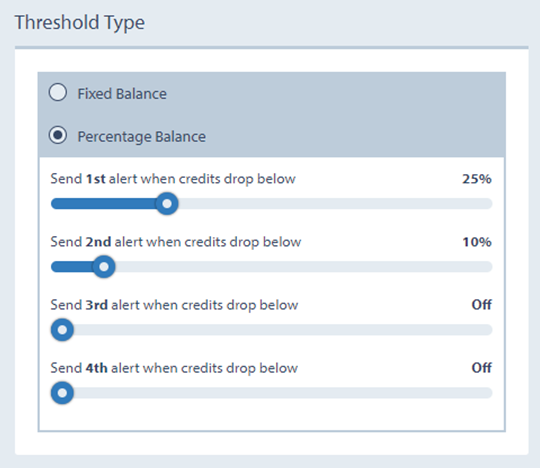 Threshold Type
Fixed Balance
Percentage Balance
Send 1st alert when credits drop below 25%
Send 2nd alert when credits drop below 10%
Send 3rd alert when credits drop below Off
Send 4th alert when credits drop below Off